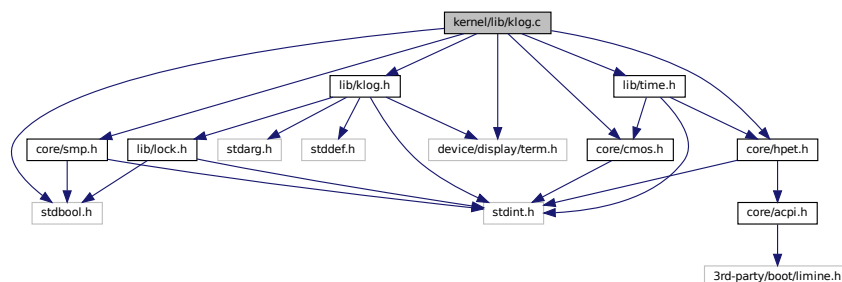 kernel/lib/klog.c
lib/klog.h
lib/time.h
core/smp.h
lib/lock.h
stdarg.h
stddef.h
device/display/term.h
core/cmos.h
core/hpet.h
stdbool.h
stdint.h
core/acpi.h
3rd-party/boot/limine.h